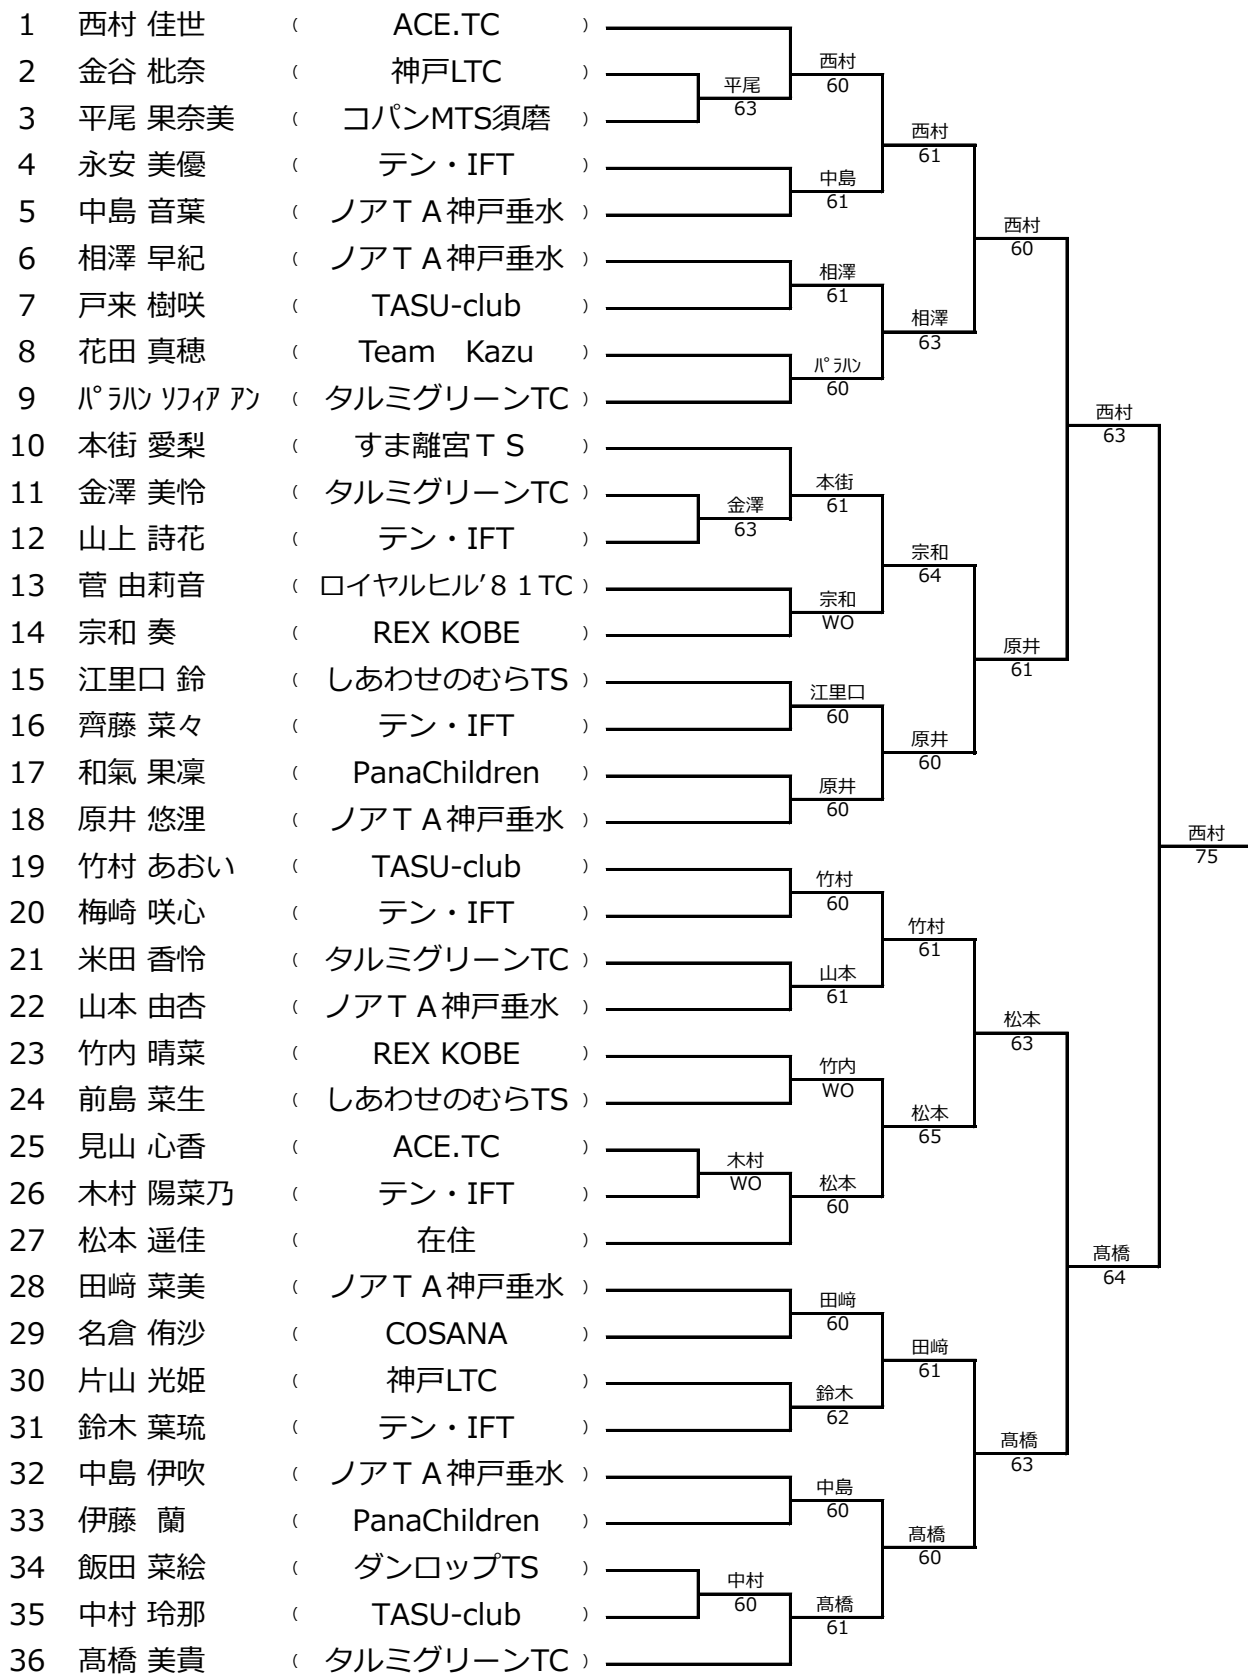 1 西村 佳世 ( ACE.TC )
2 金谷 枇奈 ( 神戸LTC )
3 平尾 果奈美 ( コパンMTS須磨 )
4 永安 美優 ( テン・IFT )
5 中島 音葉 ( ノアＴＡ神戸垂水 )
6 相澤 早紀 ( ノアＴＡ神戸垂水 )
7 戸来 樹咲 ( TASU-club )
8 花田 真穂 ( Team　Kazu )
9 ﾊﾟﾗﾊﾝ ｿﾌｨｱ ｱﾝ ( タルミグリーンTC )
10 本街 愛梨 ( すま離宮ＴＳ )
11 金澤 美怜 ( タルミグリーンTC )
12 山上 詩花 ( テン・IFT )
13 菅 由莉音 ( ロイヤルヒル’８１TC )
14 宗和 奏 ( REX KOBE )
15 江里口 鈴 ( しあわせのむらTS )
16 齊藤 菜々 ( テン・IFT )
17 和氣 果凜 ( PanaChildren )
18 原井 悠浬 ( ノアＴＡ神戸垂水 )
19 竹村 あおい ( TASU-club )
20 梅崎 咲心 ( テン・IFT )
21 米田 香怜 ( タルミグリーンTC )
22 山本 由杏 ( ノアＴＡ神戸垂水 )
23 竹内 晴菜 ( REX KOBE )
24 前島 菜生 ( しあわせのむらTS )
25 見山 心香 ( ACE.TC )
26 木村 陽菜乃 ( テン・IFT )
27 松本 遥佳 ( 在住 )
28 田﨑 菜美 ( ノアＴＡ神戸垂水 )
29 名倉 侑沙 ( COSANA )
30 片山 光姫 ( 神戸LTC )
31 鈴木 葉琉 ( テン・IFT )
32 中島 伊吹 ( ノアＴＡ神戸垂水 )
33 伊藤 蘭 ( PanaChildren )
34 飯田 菜絵 ( ダンロップTS )
35 中村 玲那 ( TASU-club )
36 髙橋 美貴 ( タルミグリーンTC )
平尾
63
金澤
63
木村
WO
中村
60
西村
60
中島
61
相澤
61
ﾊﾟﾗﾊﾝ
60
本街
61
宗和
WO
江里口
60
原井
60
竹村
60
山本
61
竹内
WO
松本
60
田﨑
60
鈴木
62
中島
60
髙橋
61
西村
61
相澤
63
宗和
64
原井
60
竹村
61
松本
65
田﨑
61
髙橋
60
西村
60
原井
61
松本
63
髙橋
63
西村
63
髙橋
64
西村
75